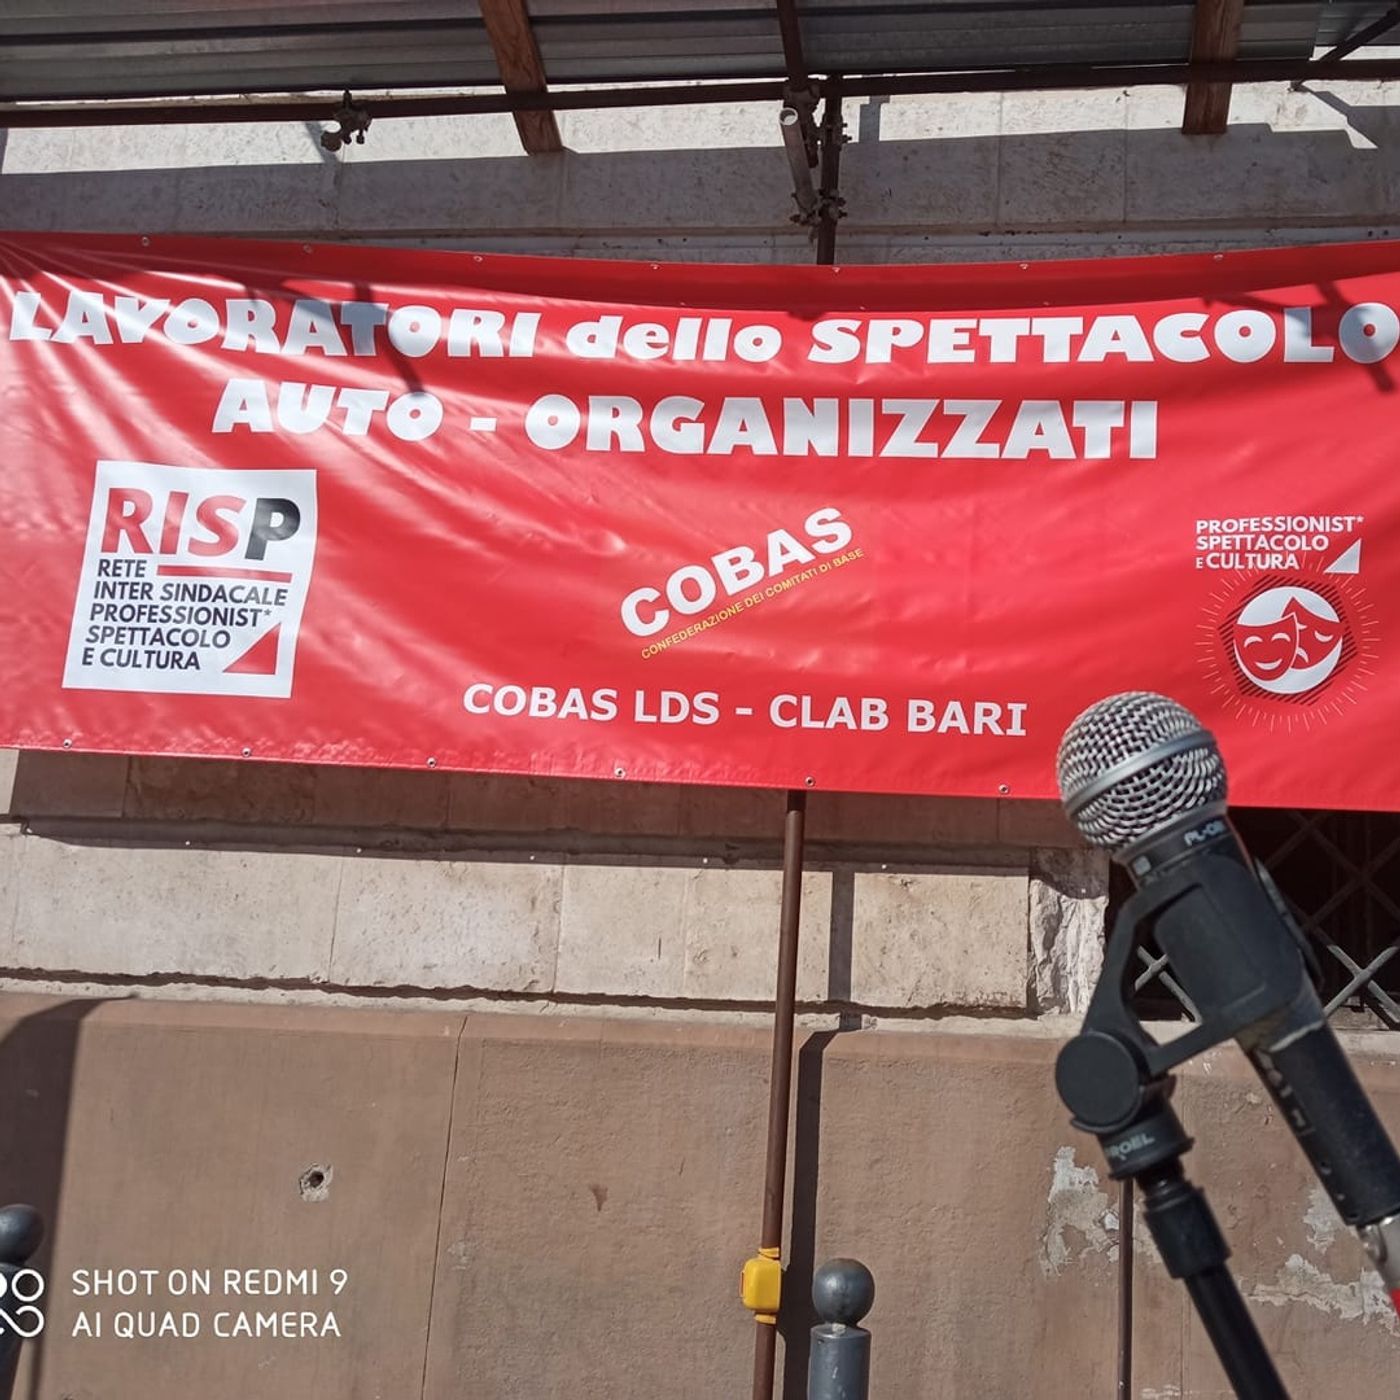 LAVORATORI dello SPETTACOLO
AUTO - ORGANIZZATI
RISP
RETE
INTER SINDACALE
PROFESSIONIST*
SPETTACOLO
E CULTURA
COBAS
CONFEDERAZIONE DEI COMITATI DI BASE
PROFESSIONIST*
SPETTACOLO
E CULTURA
COBAS LDS - CLAB BARI
SHOT ON REDMI 9
AI QUAD CAMERA